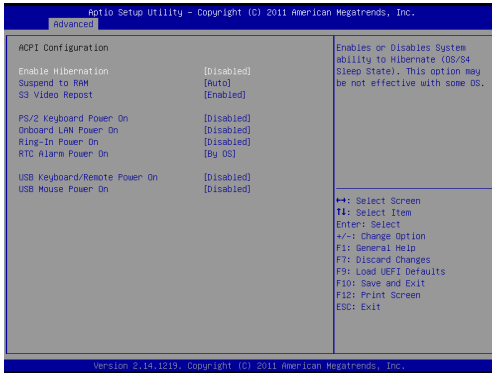 Aptio Setup Utility – Copyright (C) 2011 American Megatrends, Inc.
Advanced
ACPI Configuration
Enable Hibernation [Disabled]
Suspend to RAM [Auto]
S3 Video Repost [Enabled]
PS/2 Keyboard Power On [Disabled]
Onboard LAN Power On [Disabled]
Ring-In Power On [Disabled]
RTC Alarm Power On [By OS]
USB Keyboard/Remote Power On [Disabled]
USB Mouse Power On [Disabled]
Enables or Disables System
ability to Hibernate (OS/S4
Sleep State). This option may
be not effective with some OS.
↔: Select Screen
↑↓: Select Item
Enter: Select
+/-: Change Option
F1: General Help
F7: Discard Changes
F9: Load UEFI Defaults
F10: Save and Exit
F12: Print Screen
ESC: Exit
Version 2.14.1219. Copyright (C) 2011 American Megatrends, Inc.